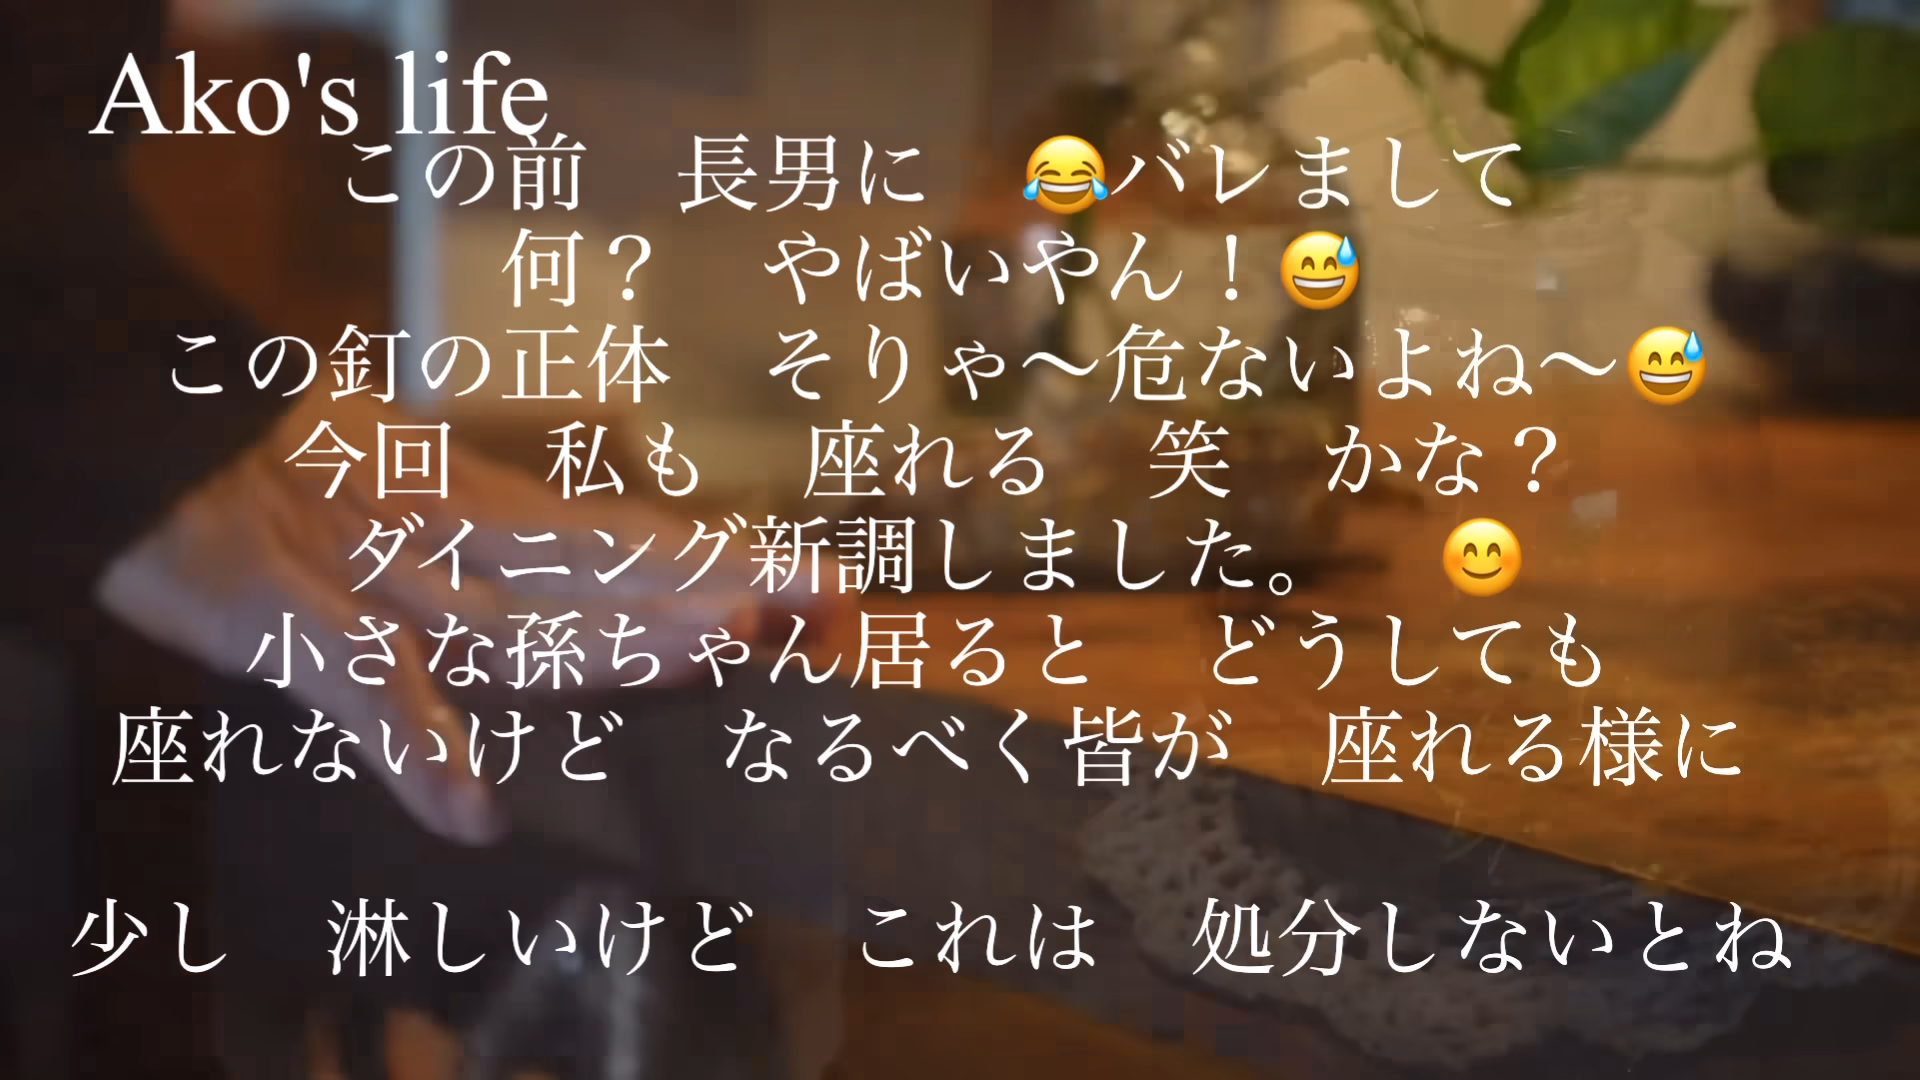 Ako's life
この前　長男に　😂バレまして
何？　やばいやん！😅
この釘の正体　そりゃ〜危ないよね〜😅
今回　私も　座れる　笑　かな？
ダイニング新調しました。　😊
小さな孫ちゃん居ると　どうしても
座れないけど　なるべく皆が　座れる様に
少し　淋しいけど　これは　処分しないとね